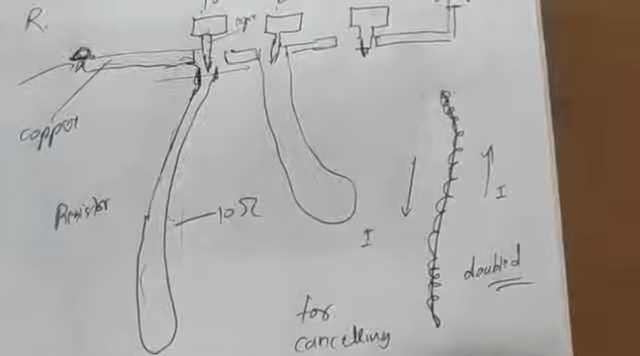 R.
copper
Resistor
10Ω
I
I
doubled
for
cancelling